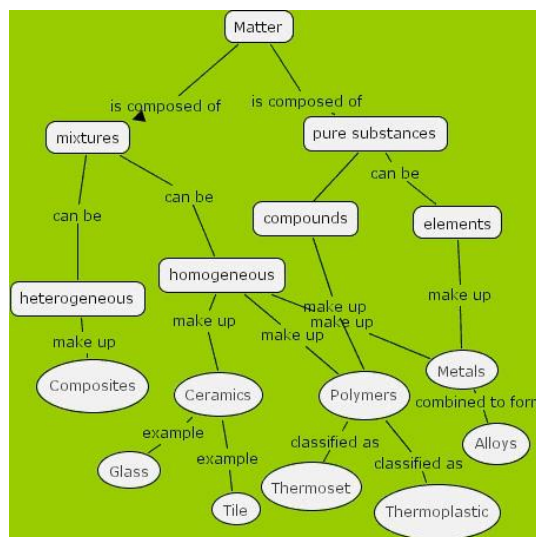 Matter
is composed of
is composed of
mixtures
pure substances
can be
can be
can be
compounds
elements
homogeneous
heterogeneous
make up
make up
make up
make up
make up
make up
Composites
Ceramics
Polymers
Metals
combined to form
example
classified as
Alloys
Glass
example
classified as
Thermoset
Tile
Thermoplastic